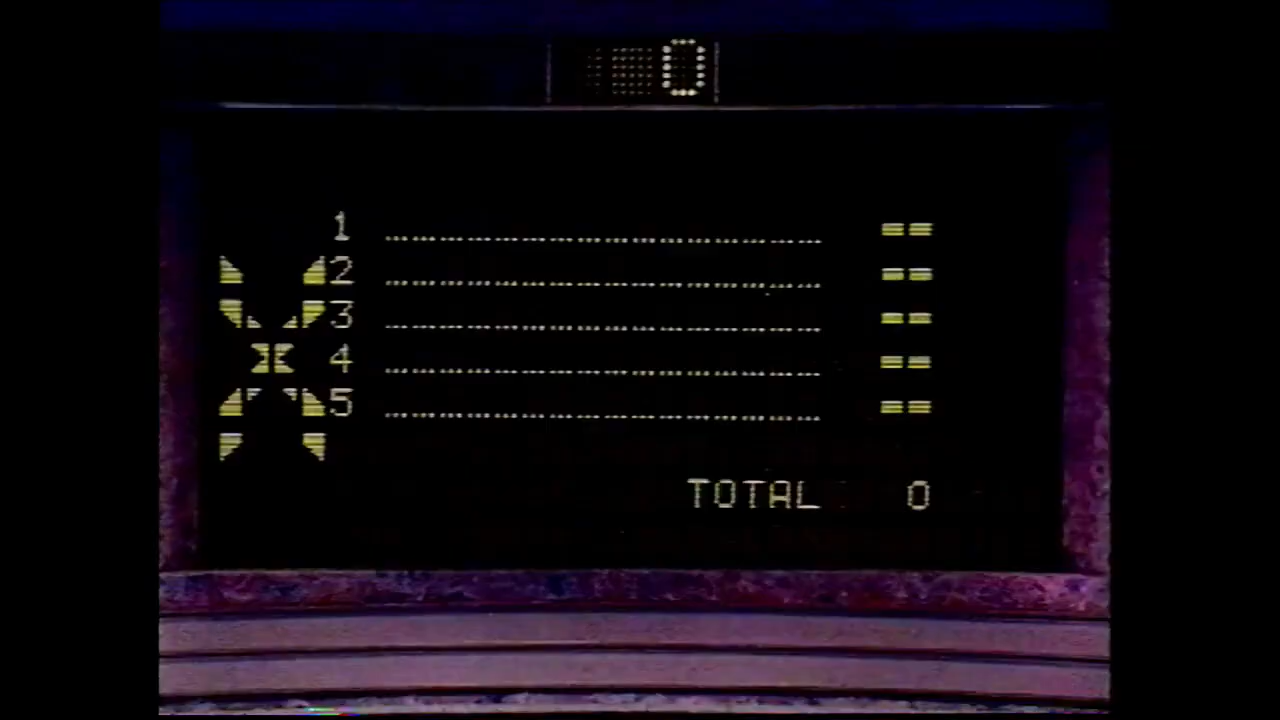 0
1 ................................ ==
2 ................................ ==
3 ................................ ==
4 ................................ ==
5 ................................ ==
TOTAL 0